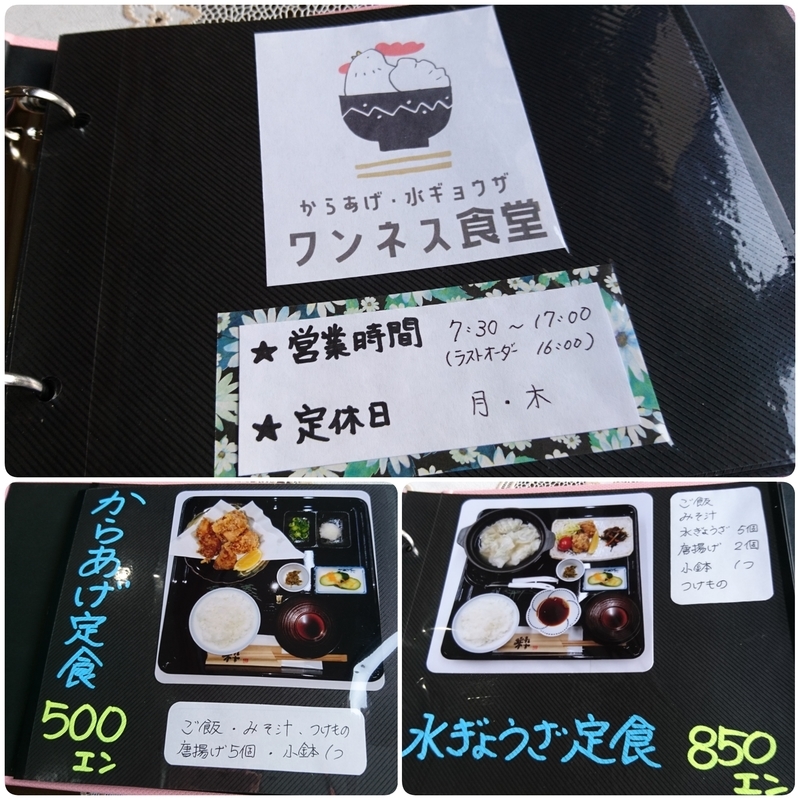 からあげ・水ギョウザ
ワンネス食堂
★ 営業時間 7:30 ~ 17:00
(ラストオーダー 16:00)
★ 定休日 月・木
からあげ定食
500
エン
ご飯・みそ汁、つけもの
唐揚げ5個・小鉢1つ
ご飯
みそ汁
水ぎょうざ 5個
唐揚げ 2個
小鉢 1つ
つけもの
水ぎょうざ定食 850
エン